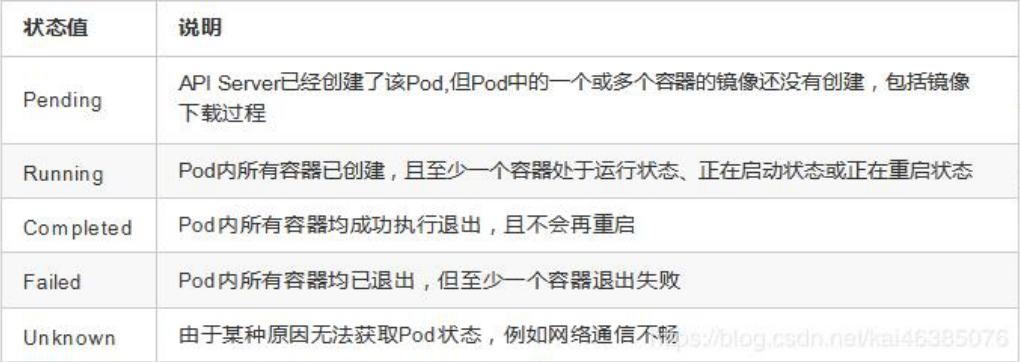 状态值 说明
Pending API Server已经创建了该Pod,但Pod中的一个或多个容器的镜像还没有创建，包括镜像
下载过程
Running Pod内所有容器已创建，且至少一个容器处于运行状态、正在启动状态或正在重启状态
Completed Pod内所有容器均成功执行退出，且不会再重启
Failed Pod内所有容器均已退出，但至少一个容器退出失败
Unknown 由于某种原因无法获取Pod状态，例如网络通信不畅
https://blog.csdn.net/kai46385076